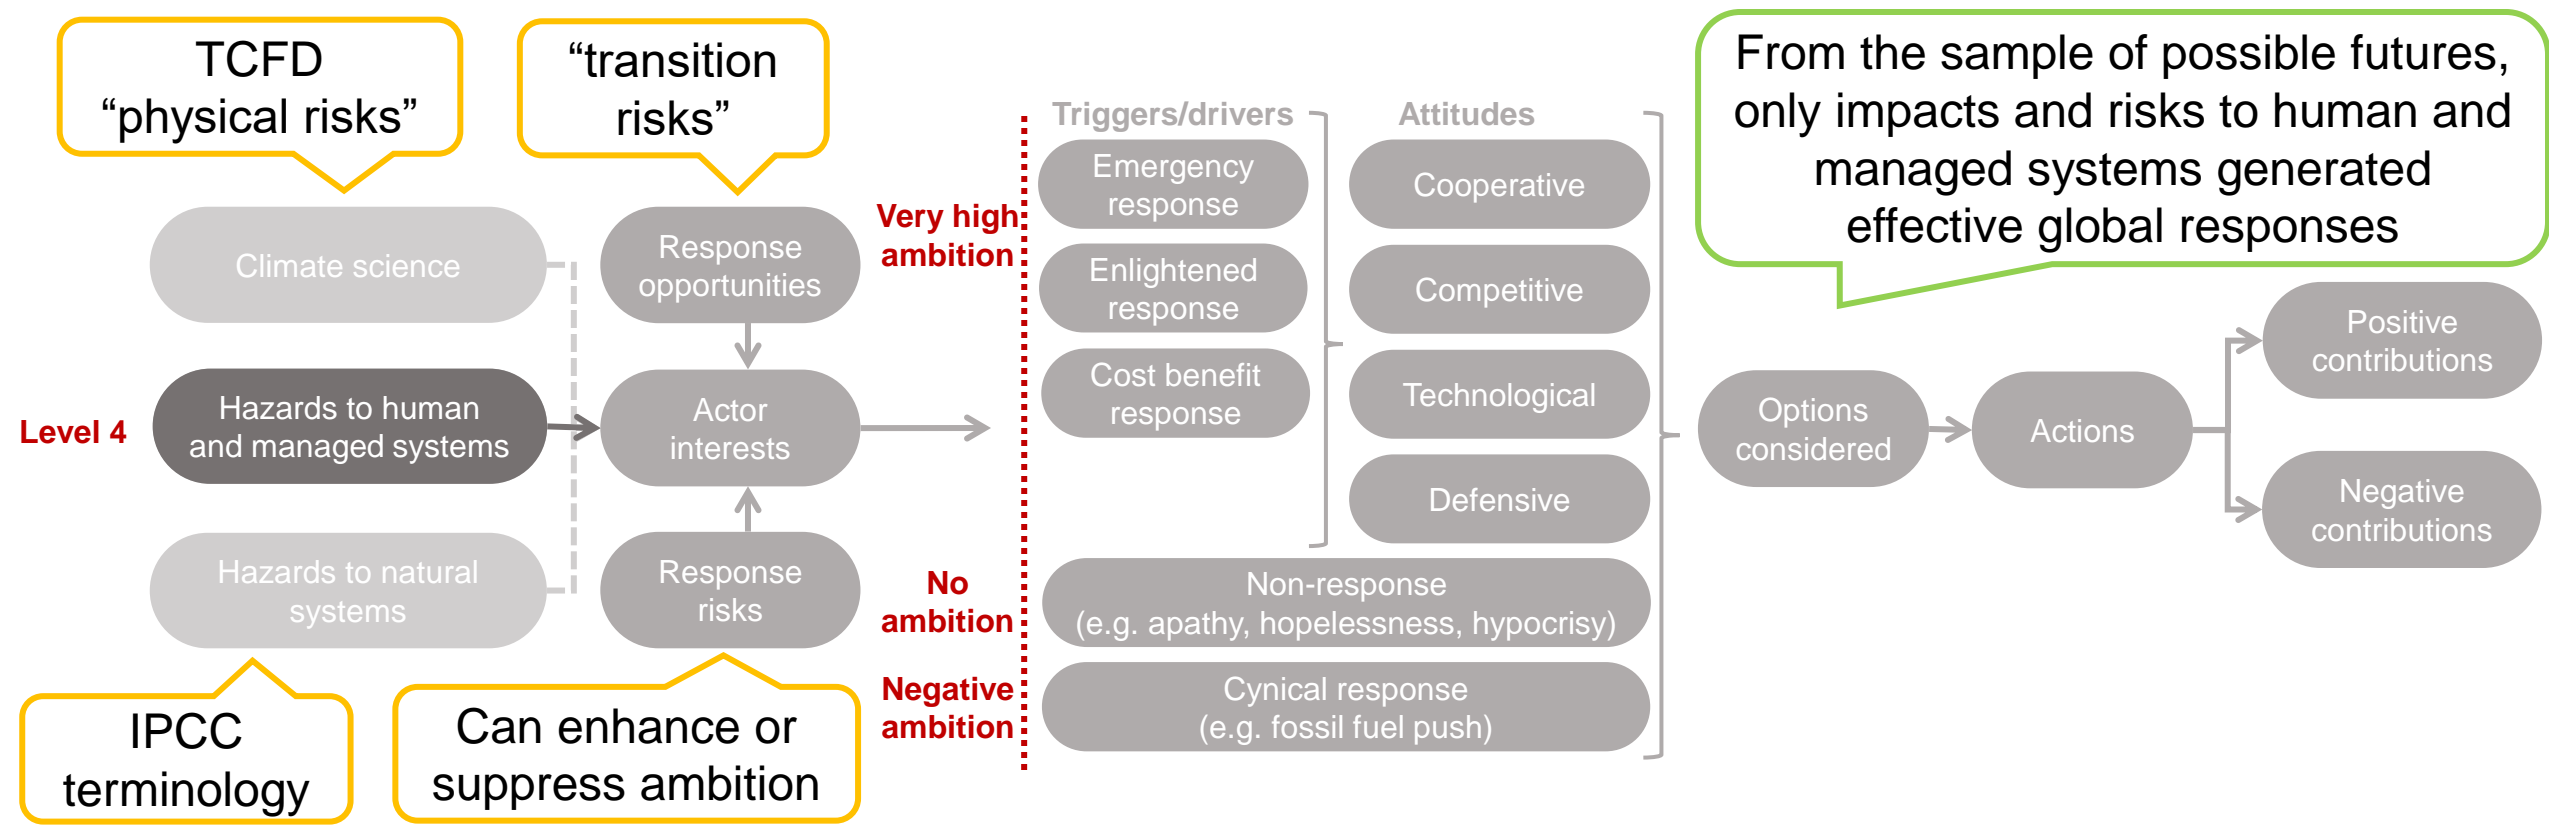 TCFD
“physical risks”
“transition
risks”
Climate science
Response
opportunities
Level 4
Hazards to human
and managed systems
Actor
interests
Hazards to natural
systems
Response
risks
IPCC
terminology
Can enhance or
suppress ambition
Very high
ambition
No
ambition
Negative
ambition
Triggers/drivers
Emergency
response
Enlightened
response
Cost benefit
response
Attitudes
Cooperative
Competitive
Technological
Defensive
Non-response
(e.g. apathy, hopelessness, hypocrisy)
Cynical response
(e.g. fossil fuel push)
From the sample of possible futures,
only impacts and risks to human and
managed systems generated
effective global responses
Options
considered
Actions
Positive
contributions
Negative
contributions